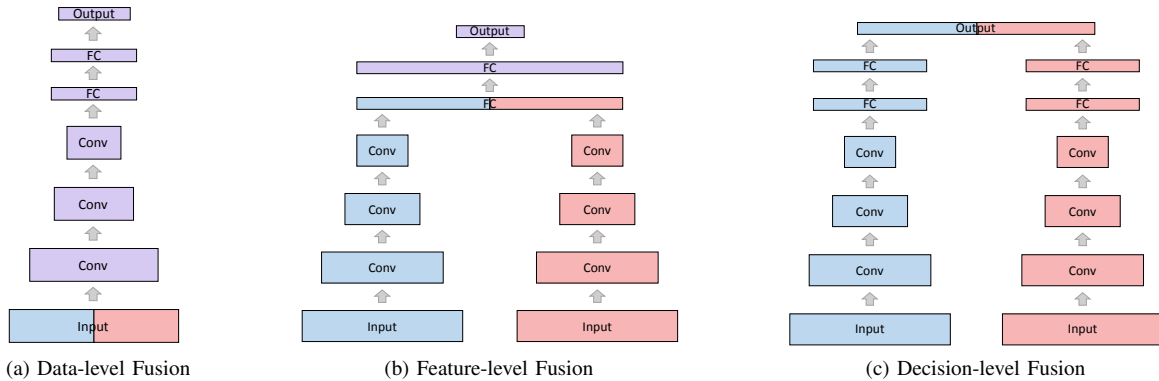 Output
FC
FC
Conv
Conv
Conv
Input
(a) Data-level Fusion
Output
FC
FC
Conv Conv
Conv Conv
Conv Conv
Input Input
(b) Feature-level Fusion
Output
FC FC
FC FC
Conv Conv
Conv Conv
Conv Conv
Input Input
(c) Decision-level Fusion